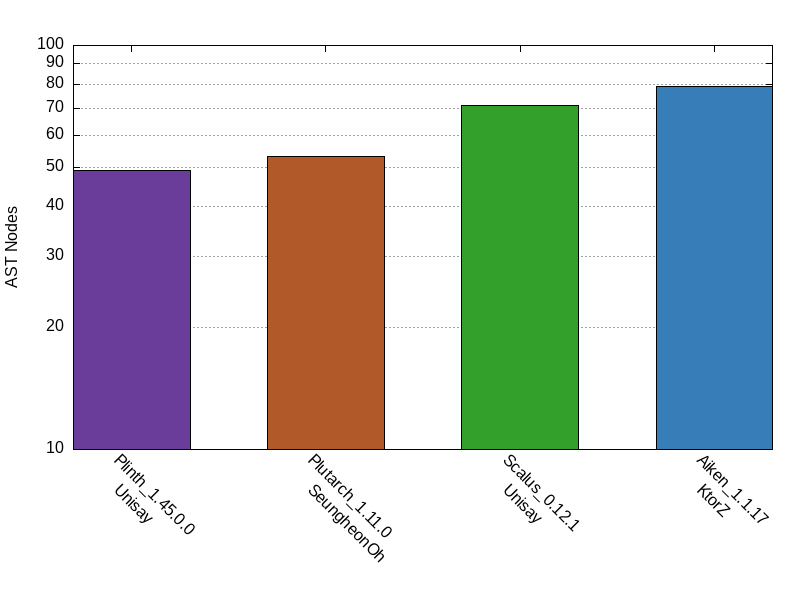 100
90
80
70
60
50
40
30
20
10
AST Nodes
Plinth_1.45.0.0
Unisay
Plutarch_1.11.0
SeungheonOh
Scalus_0.12.1
Unisay
Aiken_1.1.17
KtorZ